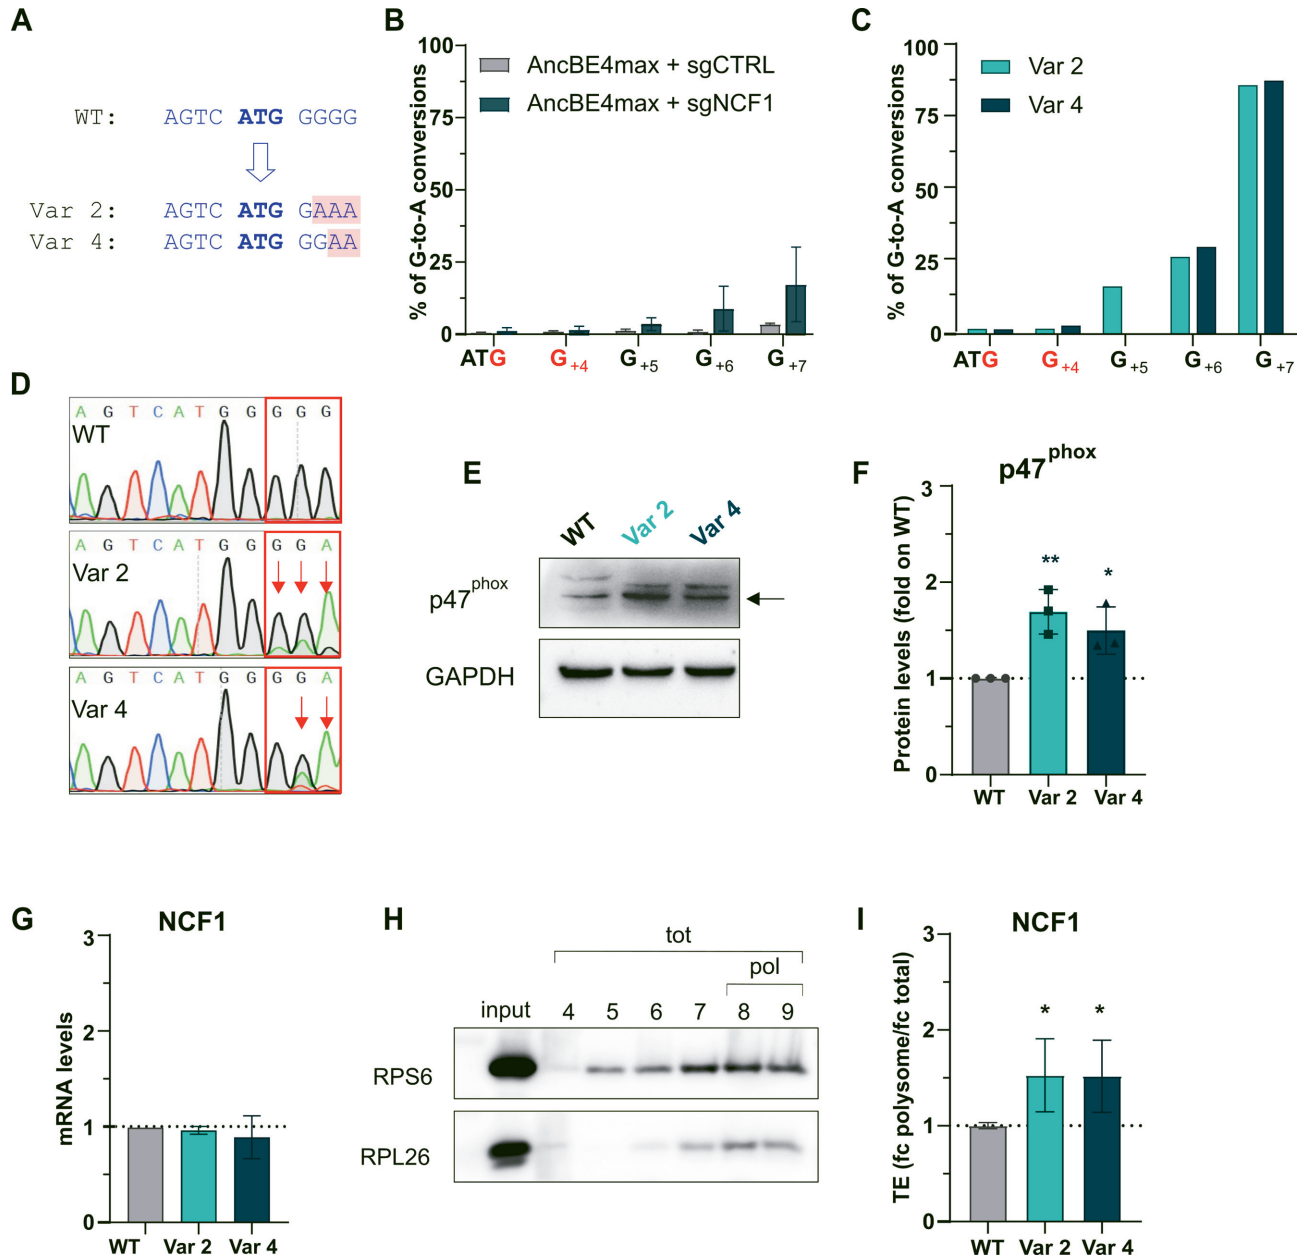 A
WT: AGTC ATG GGGG
Var 2: AGTC ATG GAAA
Var 4: AGTC ATG GGAA
B
% of G-to-A conversions
100
75
50
25
0
AncBE4max + sgCTRL
AncBE4max + sgNCF1
ATG G+4 G+5 G+6 G+7
C
% of G-to-A conversions
100
75
50
25
0
Var 2
Var 4
ATG G+4 G+5 G+6 G+7
D
A G T C A T G G G G G
WT
A G T C A T G G G G A
Var 2
A G T C A T G G G G A
Var 4
E
WT Var 2 Var 4
p47phox
GAPDH
F
p47phox
Protein levels (fold on WT)
3
2
1
0
** *
WT Var 2 Var 4
G
NCF1
mRNA levels
3
2
1
0
WT Var 2 Var 4
H
tot
pol
input 4 5 6 7 8 9
RPS6
RPL26
I
NCF1
TE (fc polysome/fc total)
3
2
1
0
* *
WT Var 2 Var 4